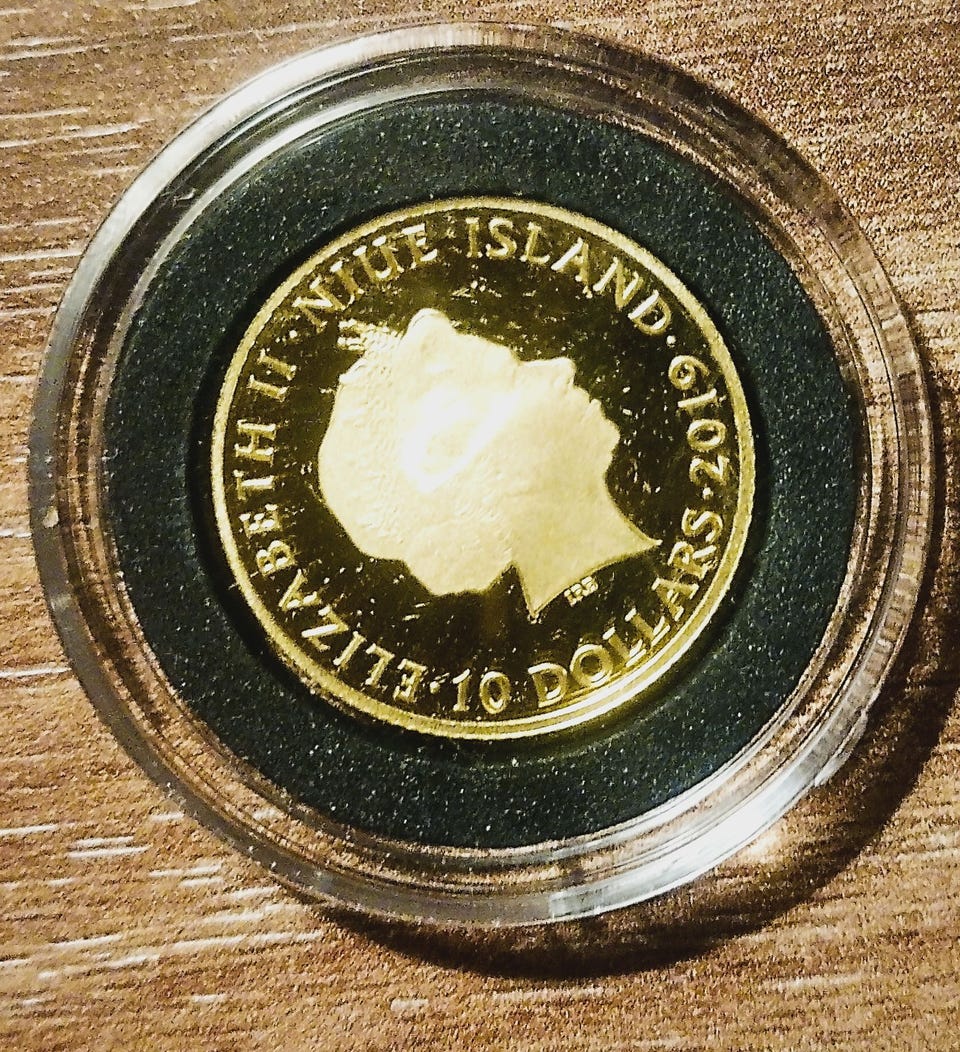 ELIZABETH II · NIUE ISLAND · 2019 · 10 DOLLARS ·
IRB